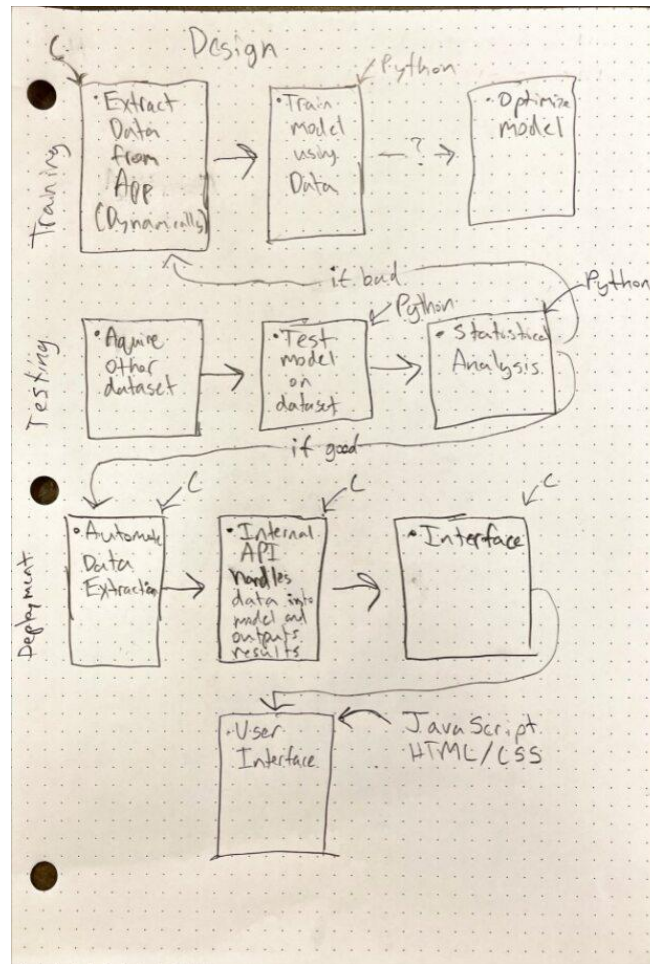 Design
C
Python
• Extract
Data
from
App
(Dynamically)
• Train
model
using
Data
?
• Optimize
model
Training
if bad
Python
Python
• Aquire
other
dataset
• Test
model
on
dataset
• Statistical
Analysis
Testing
if good
C
C
C
• Automate
Data
Extraction
• Internal
API
handles
data into
model and
outputs
results
• Interface
Deployment
• User
Interface
JavaScript
HTML/CSS